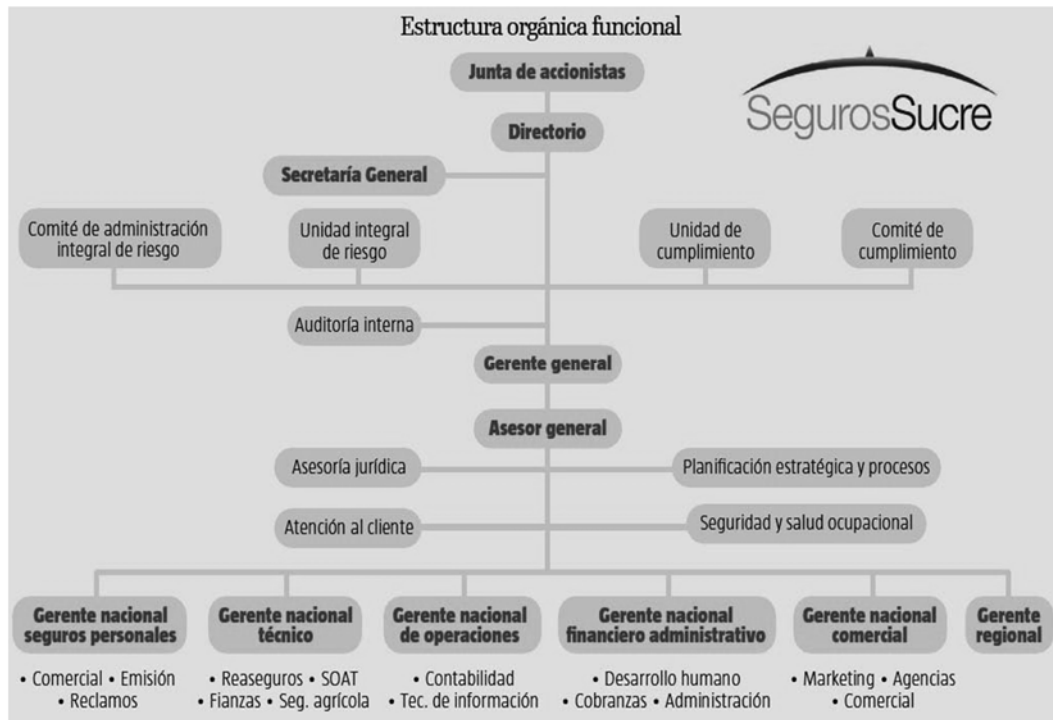 Estructura orgánica funcional
Junta de accionistas
SegurosSucre
Directorio
Secretaría General
Comité de administración
integral de riesgo
Unidad integral
de riesgo
Unidad de
cumplimiento
Comité de
cumplimiento
Auditoría interna
Gerente general
Asesor general
Asesoría jurídica
Planificación estratégica y procesos
Atención al cliente
Seguridad y salud ocupacional
Gerente nacional
seguros personales
• Comercial • Emisión
• Reclamos
Gerente nacional
técnico
• Reaseguros • SOAT
• Fianzas • Seg. agrícola
Gerente nacional
de operaciones
• Contabilidad
• Tec. de información
Gerente nacional
financiero administrativo
• Desarrollo humano
• Cobranzas • Administración
Gerente nacional
comercial
• Marketing • Agencias
• Comercial
Gerente
regional